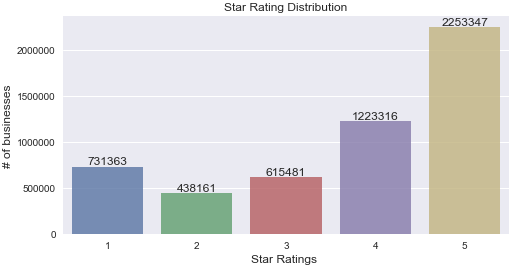 Star Rating Distribution
2253347
2000000
1500000
1223316
1000000
731363
615481
500000
438161
0
# of businesses
1 2 3 4 5
Star Ratings